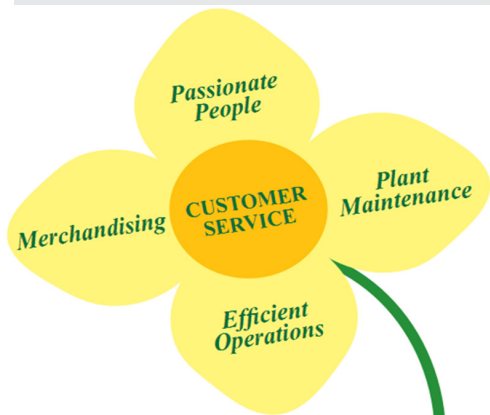 Passionate
People
Plant
Maintenance
CUSTOMER
SERVICE
Merchandising
Efficient
Operations